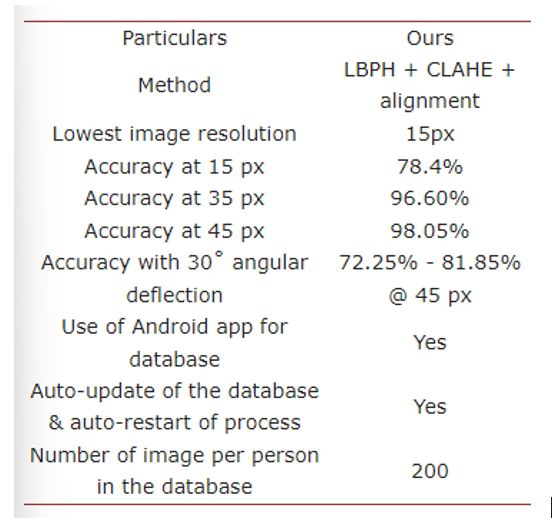 Particulars Ours
Method LBPH + CLAHE +
alignment
Lowest image resolution 15px
Accuracy at 15 px 78.4%
Accuracy at 35 px 96.60%
Accuracy at 45 px 98.05%
Accuracy with 30° angular 72.25% - 81.85%
deflection @ 45 px
Use of Android app for
database Yes
Auto-update of the database
& auto-restart of process Yes
Number of image per person
in the database 200